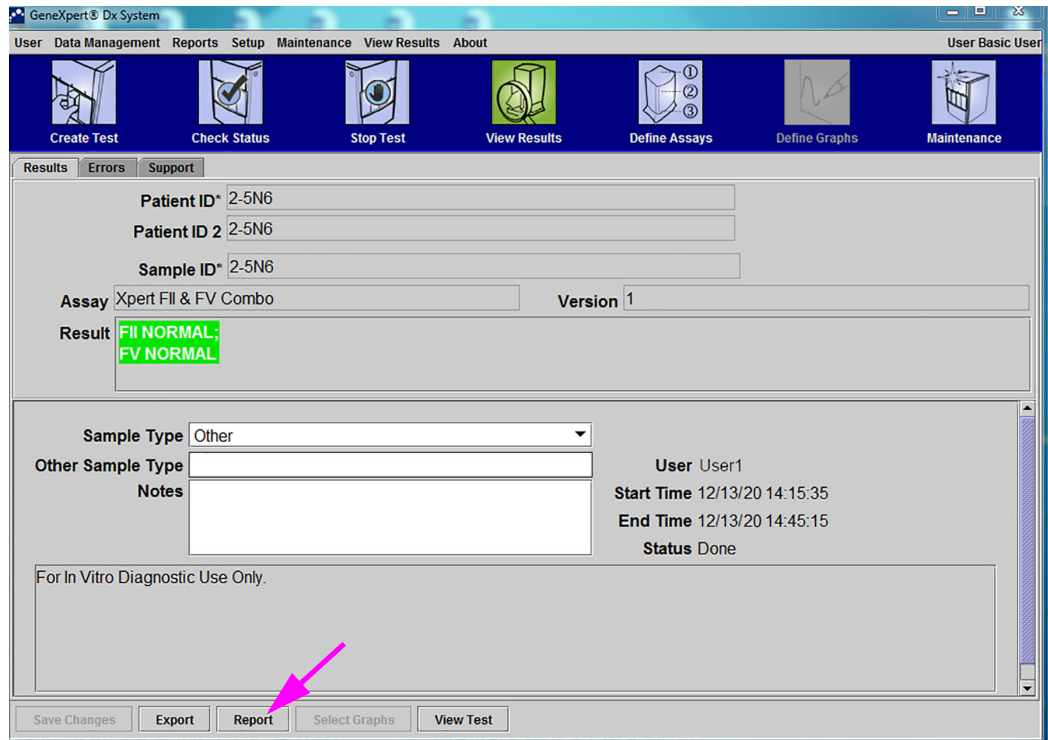 GeneXpert® Dx System
User Data Management Reports Setup Maintenance View Results About User Basic User
① 
②
③
Create Test Check Status Stop Test View Results Define Assays Define Graphs Maintenance
Results Errors Support
Patient ID* 2-5N6
Patient ID 2 2-5N6
Sample ID* 2-5N6
Assay Xpert FII & FV Combo Version 1
Result FII NORMAL;
FV NORMAL
Sample Type Other
Other Sample Type User User1
Notes
Start Time 12/13/20 14:15:35
End Time 12/13/20 14:45:15
Status Done
For In Vitro Diagnostic Use Only.
Save Changes Export Report Select Graphs View Test